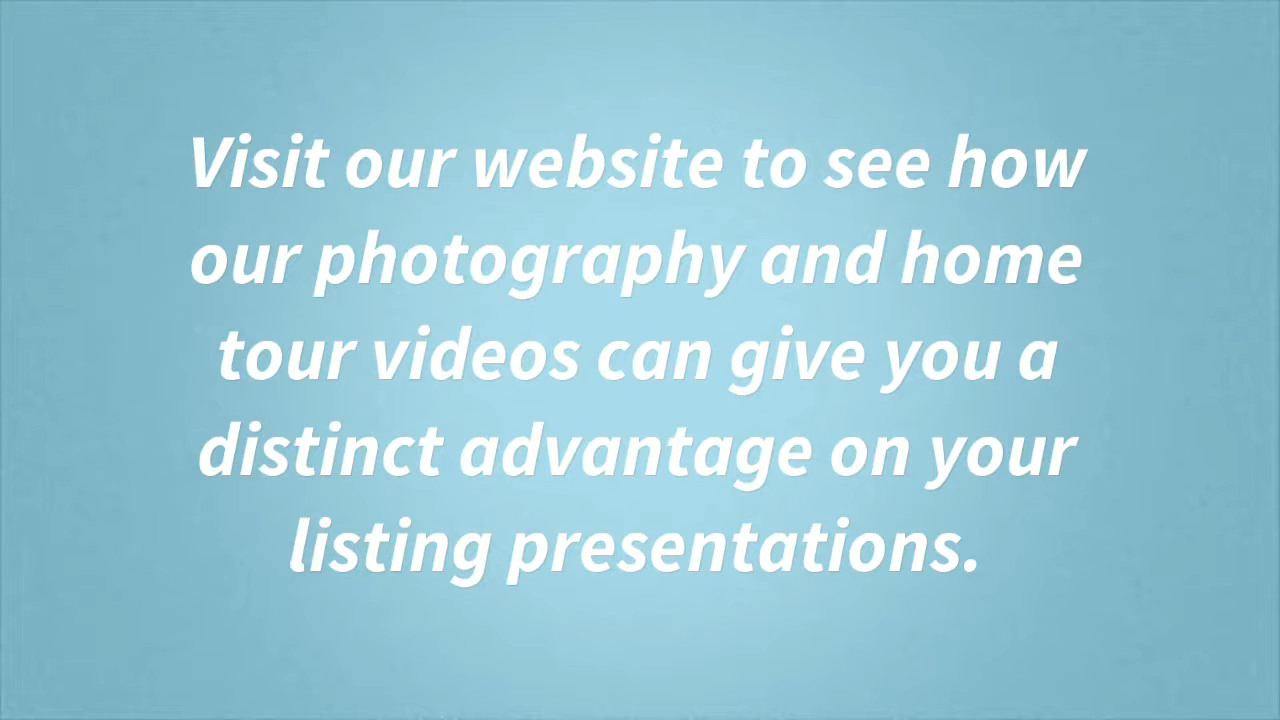 Visit our website to see how
our photography and home
tour videos can give you a
distinct advantage on your
listing presentations.